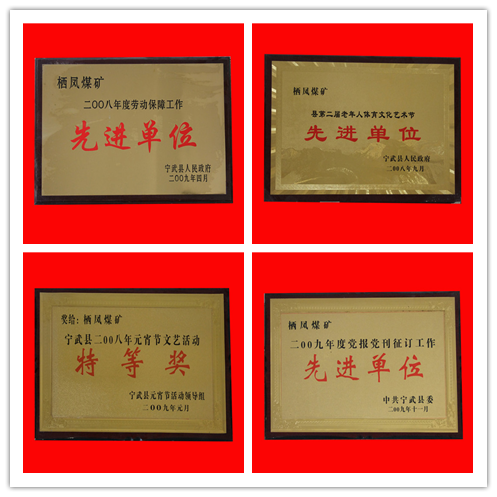 栖凤煤矿
二00八年度劳动保障工作
先进单位
宁武县人民政府
二00九年四月
栖凤煤矿
县第二届老年人体育文化艺术节
先进单位
宁武县人民政府
二00八年九月
奖给：栖凤煤矿
宁武县二00八年元宵节文艺活动
特等奖
宁武县元宵节活动领导组
二00九年元月
栖凤煤矿
二00九年度党报党刊征订工作
先进单位
中共宁武县委
二00九年十一月